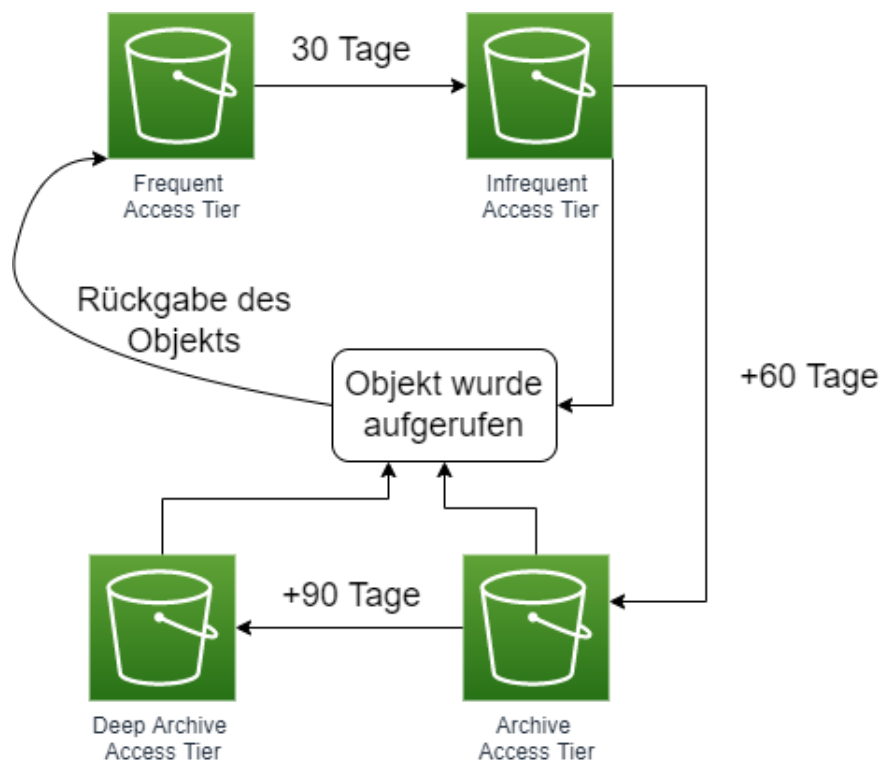 30 Tage
Frequent
Access Tier
Infrequent
Access Tier
Rückgabe des
Objekts
Objekt wurde
aufgerufen
+60 Tage
+90 Tage
Deep Archive
Access Tier
Archive
Access Tier